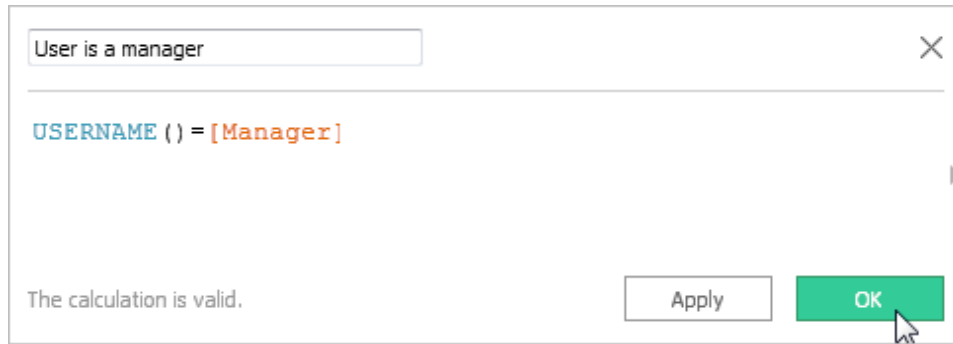 User is a manager
USERNAME()=[Manager]
The calculation is valid.
Apply
OK